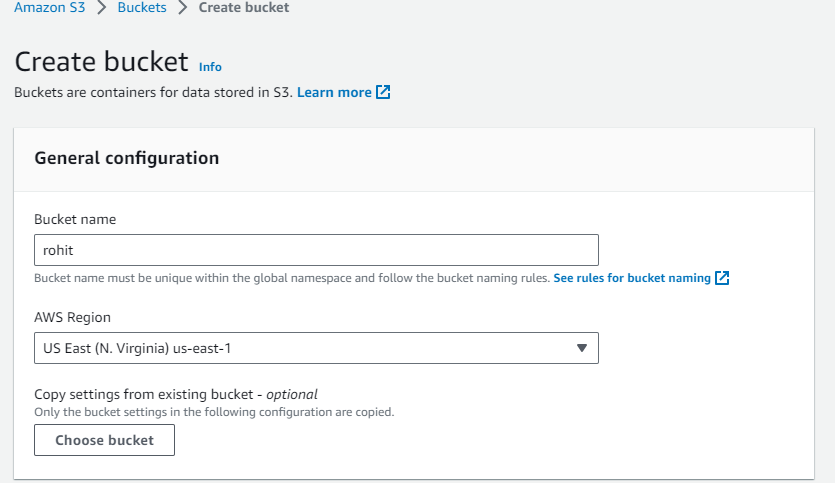 Amazon S3 > Buckets > Create bucket
Create bucket Info
Buckets are containers for data stored in S3. Learn more
General configuration
Bucket name
rohit
Bucket name must be unique within the global namespace and follow the bucket naming rules. See rules for bucket naming
AWS Region
US East (N. Virginia) us-east-1
Copy settings from existing bucket - optional
Only the bucket settings in the following configuration are copied.
Choose bucket